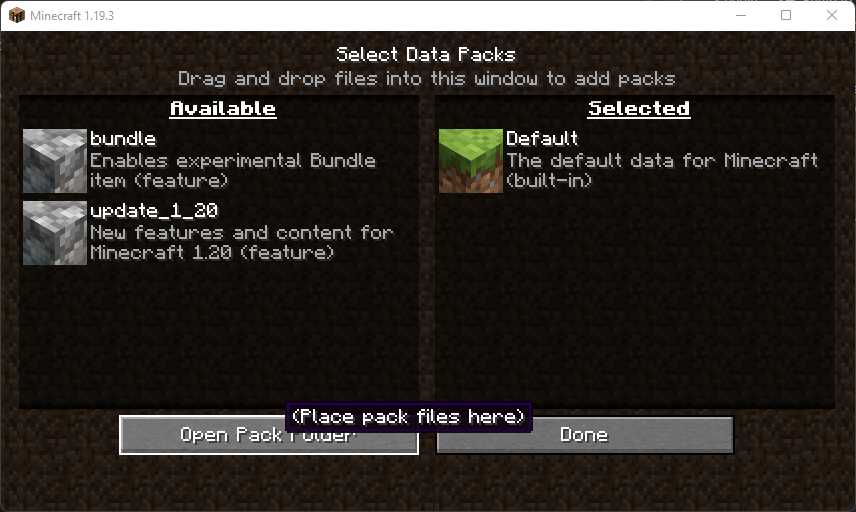 Minecraft 1.19.3
Select Data Packs
Drag and drop files into this window to add packs
Available
bundle
Enables experimental Bundle
item (feature)
update_1_20
New features and content for
Minecraft 1.20 (feature)
Selected
Default
The default data for Minecraft
(built-in)
(Place pack files here)
Open Pack Folder
Done